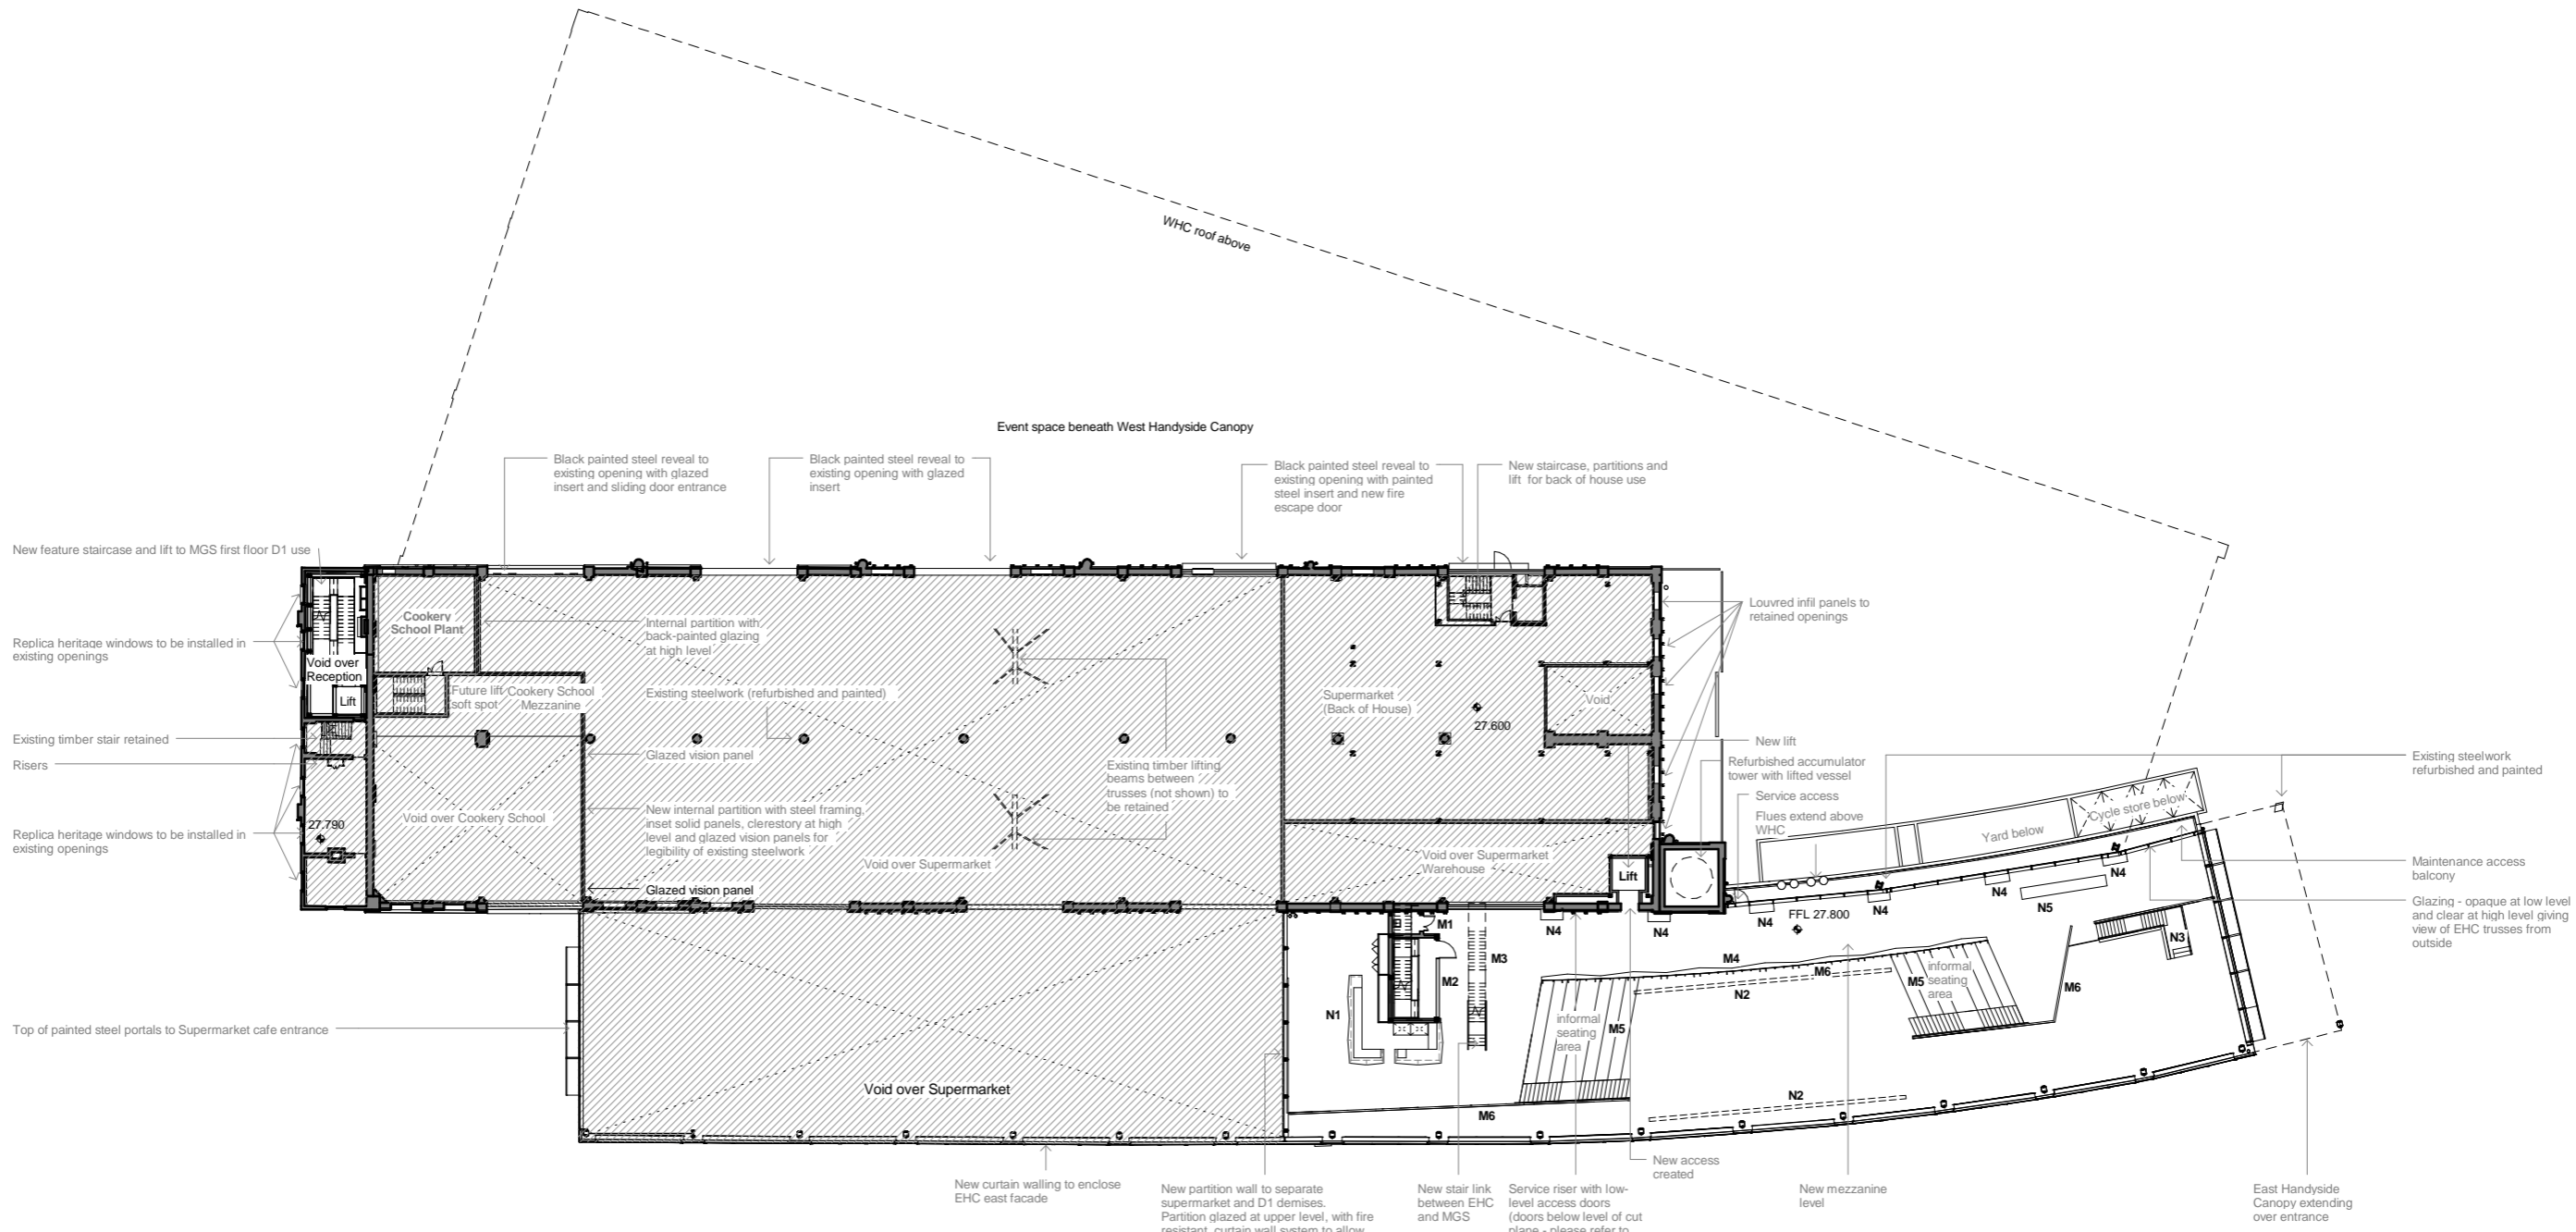 WHC roof above
Event space beneath West Handyside Canopy
Black painted steel reveal to
existing opening with glazed
insert and sliding door entrance
Black painted steel reveal to
existing opening with glazed
insert
Black painted steel reveal to
existing opening with painted
steel insert and new fire
escape door
New staircase, partitions and
lift for back of house use
New feature staircase and lift to MGS first floor D1 use
Replica heritage windows to be installed in
existing openings
Existing timber stair retained
Risers
Replica heritage windows to be installed in
existing openings
Top of painted steel portals to Supermarket cafe entrance
Cookery
School Plant
Void over
Reception
Lift
Future lift
soft spot
Cookery School
Mezzanine
27.790
Void over Cookery School
Internal partition with
back-painted glazing
at high level
Existing steelwork (refurbished and painted)
Glazed vision panel
New internal partition with steel framing,
inset solid panels, clerestory at high
level and glazed vision panels for
legibility of existing steelwork
Void over Supermarket
Glazed vision panel
Existing timber lifting
beams between
trusses (not shown) to
be retained
Supermarket
(Back of House)
27.600
Void
Void over Supermarket
Warehouse
Lift
Louvred infil panels to
retained openings
New lift
Refurbished accumulator
tower with lifted vessel
Service access
Flues extend above
WHC
Yard below
Cycle store below
Existing steelwork
refurbished and painted
Maintenance access
balcony
Glazing - opaque at low level
and clear at high level giving
view of EHC trusses from
outside
FFL 27.800
N4
N4
N4
N4
N4
N4
N5
N3
M1
M2
M3
N1
M4
M6
N2
M5
informal
seating
area
M6
informal
seating
area
M5
N2
M6
Void over Supermarket
New curtain walling to enclose
EHC east facade
New partition wall to separate
supermarket and D1 demises.
Partition glazed at upper level, with fire
resistant, curtain wall system to allow
New stair link
between EHC
and MGS
Service riser with low-
level access doors
(doors below level of cut
plane - please refer to
New access
created
New mezzanine
level
East Handyside
Canopy extending
over entrance